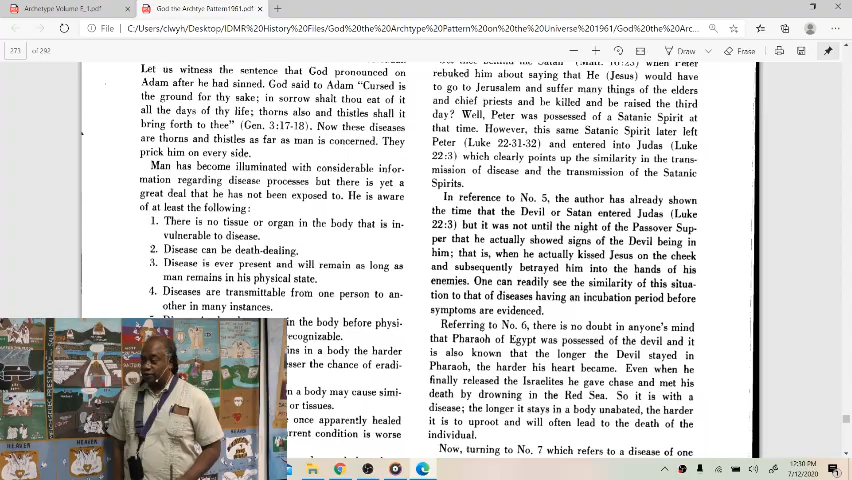 Archetype Volume E_1.pdf
God the Archtye Pattern1961.pdf
File
C:/Users/clwyh/Desktop/IDMR%20History%20Files/God%20the%20Archtype%20Pattern%20on%20the%20Universe%201961/God%20the%20Arc...
273 of 292
Draw
Erase
Let us witness the sentence that God pronounced on
Adam after he had sinned. God said to Adam "Cursed is
the ground for thy sake; in sorrow shalt thou eat of it
all the days of thy life; thorns also and thistles shall it
bring forth to thee" (Gen. 3:17-18). Now these diseases
are thorns and thistles as far as man is concerned. They
prick him on every side.
Man has become illuminated with considerable infor-
mation regarding disease processes but there is yet a
great deal that he has not been exposed to. He is aware
of at least the following:
1. There is no tissue or organ in the body that is in-
vulnerable to disease.
2. Disease can be death-dealing.
3. Disease is ever present and will remain as long as
man remains in his physical state.
4. Diseases are transmittable from one person to an-
other in many instances.
in the body before physi-
recognizable.
ins in a body the harder
esser the chance of eradi-
n a body may cause simi-
or tissues.
once apparently healed
urrent condition is worse
behind me Satan" (Matt. 16:23) when Peter
rebuked him about saying that He (Jesus) would have
to go to Jerusalem and suffer many things of the elders
and chief priests and be killed and be raised the third
day? Well, Peter was possessed of a Satanic Spirit at
that time. However, this same Satanic Spirit later left
Peter (Luke 22-31-32) and entered into Judas (Luke
22:3) which clearly points up the similarity in the trans-
mission of disease and the transmission of the Satanic
Spirits.
In reference to No. 5, the author has already shown
the time that the Devil or Satan entered Judas (Luke
22:3) but it was not until the night of the Passover Sup-
per that he actually showed signs of the Devil being in
him; that is, when he actually kissed Jesus on the cheek
and subsequently betrayed him into the hands of his
enemies. One can readily see the similarity of this situa-
tion to that of diseases having an incubation period before
symptoms are evidenced.
Referring to No. 6, there is no doubt in anyone's mind
that Pharaoh of Egypt was possessed of the devil and it
is also known that the longer the Devil stayed in
Pharaoh, the harder his heart became. Even when he
finally released the Israelites he gave chase and met his
death by drowning in the Red Sea. So it is with a
disease; the longer it stays in a body unabated, the harder
it is to uproot and will often lead to the death of the
individual.
Now, turning to No. 7 which refers to a disease of one
HEAVEN
HEAVER
HEAVEN
12:30 PM
7/12/2020